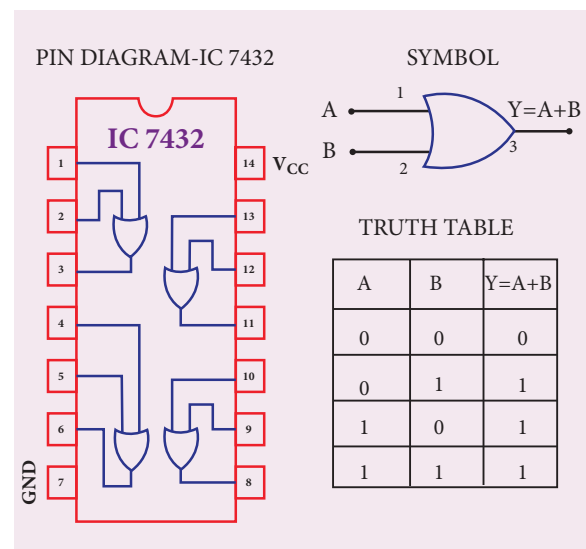 PIN DIAGRAM-IC 7432
IC 7432
1
14
V_CC
2
13
3
12
4
11
5
10
6
9
GND
7
8
SYMBOL
A
1
Y=A+B
3
B
2
TRUTH TABLE
A B Y=A+B
0 0 0
0 1 1
1 0 1
1 1 1